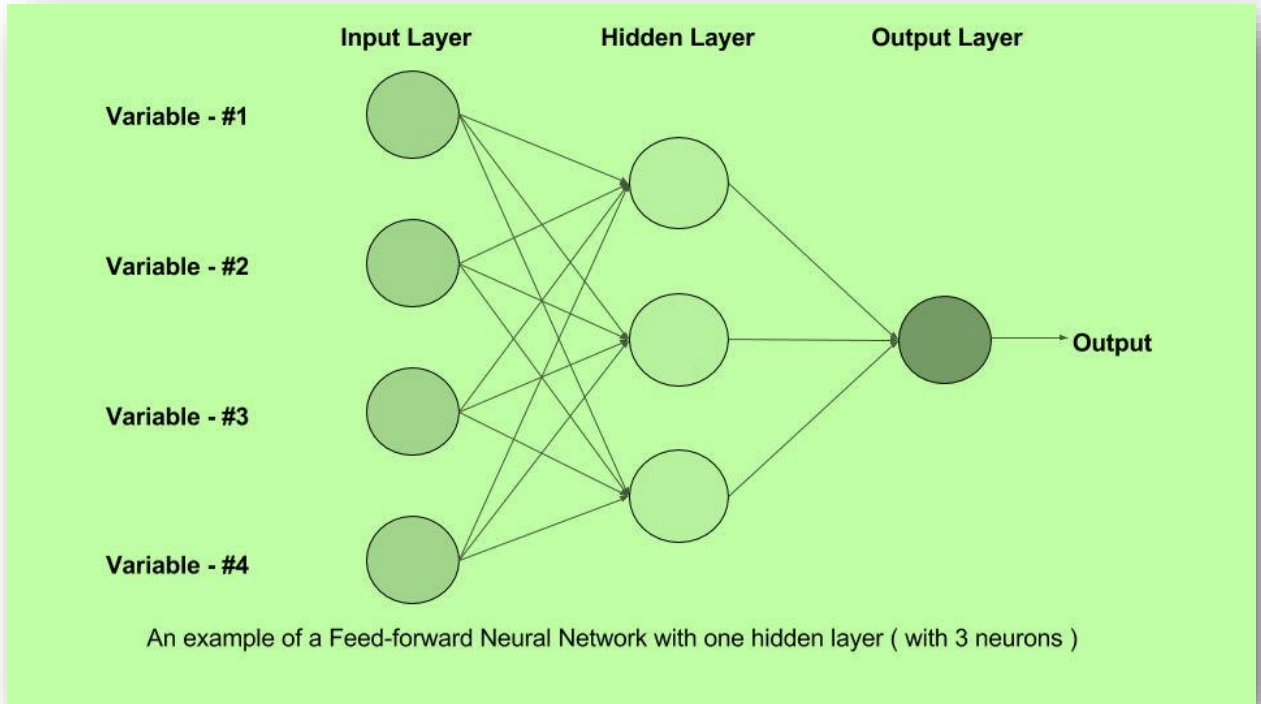 Input Layer Hidden Layer Output Layer
Variable - #1
Variable - #2
Output
Variable - #3
Variable - #4
An example of a Feed-forward Neural Network with one hidden layer ( with 3 neurons )